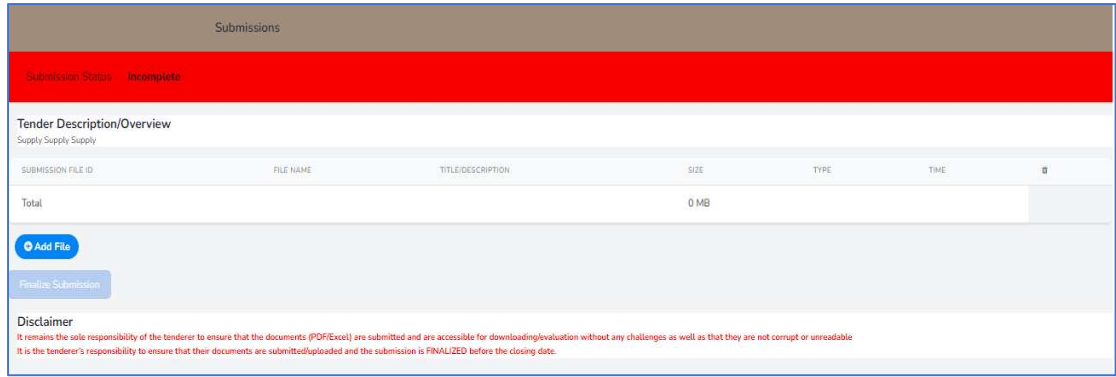 Submissions
Submission Status Incomplete
Tender Description/Overview
Supply Supply Supply
SUBMISSION FILE ID FILE NAME TITLE/DESCRIPTION SIZE TYPE TIME
Total 0 MB
Add File
Finalize Submission
Disclaimer
It remains the sole responsibility of the tenderer to ensure that the documents (PDF/Excel) are submitted and are accessible for downloading/evaluation without any challenges as well as that they are not corrupt or unreadable
It is the tenderer's responsibility to ensure that their documents are submitted/uploaded and the submission is FINALIZED before the closing date.